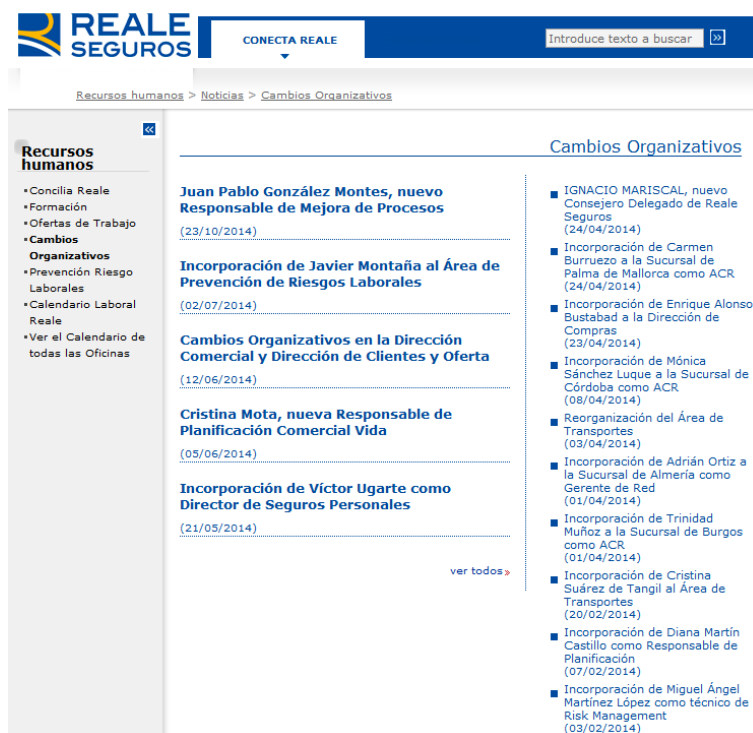 REALE
SEGUROS
CONECTA REALE
Introduce texto a buscar
Recursos humanos > Noticias > Cambios Organizativos
Recursos
humanos
Concilia Reale
Formación
Ofertas de Trabajo
Cambios
Organizativos
Prevención Riesgo
Laborales
Calendario Laboral
Reale
Ver el Calendario de
todas las Oficinas
Juan Pablo González Montes, nuevo
Responsable de Mejora de Procesos
(23/10/2014)
Incorporación de Javier Montaña al Área de
Prevención de Riesgos Laborales
(02/07/2014)
Cambios Organizativos en la Dirección
Comercial y Dirección de Clientes y Oferta
(12/06/2014)
Cristina Mota, nueva Responsable de
Planificación Comercial Vida
(05/06/2014)
Incorporación de Víctor Ugarte como
Director de Seguros Personales
(21/05/2014)
ver todos»
Cambios Organizativos
IGNACIO MARISCAL, nuevo
Consejero Delegado de Reale
Seguros
(24/04/2014)
Incorporación de Carmen
Burruezo a la Sucursal de
Palma de Mallorca como ACR
(24/04/2014)
Incorporación de Enrique Alonso
Bustabad a la Dirección de
Compras
(23/04/2014)
Incorporación de Mónica
Sánchez Luque a la Sucursal de
Córdoba como ACR
(08/04/2014)
Reorganización del Área de
Transportes
(03/04/2014)
Incorporación de Adrián Ortiz a
la Sucursal de Almería como
Gerente de Red
(01/04/2014)
Incorporación de Trinidad
Muñoz a la Sucursal de Burgos
como ACR
(01/04/2014)
Incorporación de Cristina
Suárez de Tangil al Área de
Transportes
(20/02/2014)
Incorporación de Diana Martín
Castillo como Responsable de
Planificación
(07/02/2014)
Incorporación de Miguel Ángel
Martínez López como técnico de
Risk Management
(03/02/2014)